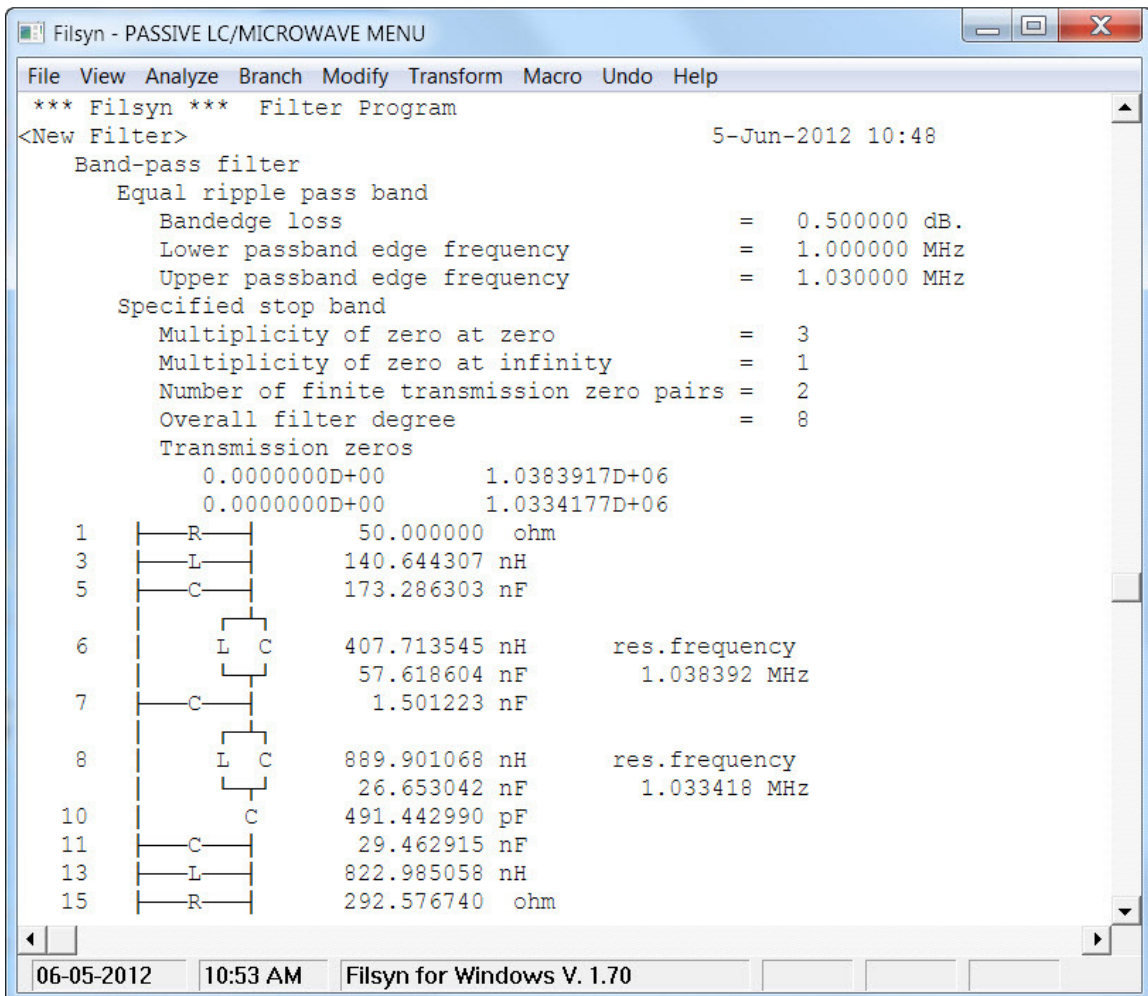 Filsyn - PASSIVE LC/MICROWAVE MENU
File View Analyze Branch Modify Transform Macro Undo Help
*** Filsyn *** Filter Program
<New Filter> 5-Jun-2012 10:48
Band-pass filter
Equal ripple pass band
Bandedge loss = 0.500000 dB.
Lower passband edge frequency = 1.000000 MHz
Upper passband edge frequency = 1.030000 MHz
Specified stop band
Multiplicity of zero at zero = 3
Multiplicity of zero at infinity = 1
Number of finite transmission zero pairs = 2
Overall filter degree = 8
Transmission zeros
0.0000000D+00 1.0383917D+06
0.0000000D+00 1.0334177D+06
1 R 50.000000 ohm
3 L 140.644307 nH
5 C 173.286303 nF
6 L C 407.713545 nH res.frequency
57.618604 nF 1.038392 MHz
7 C 1.501223 nF
8 L C 889.901068 nH res.frequency
26.653042 nF 1.033418 MHz
10 C 491.442990 pF
11 C 29.462915 nF
13 L 822.985058 nH
15 R 292.576740 ohm
06-05-2012 10:53 AM Filsyn for Windows V. 1.70